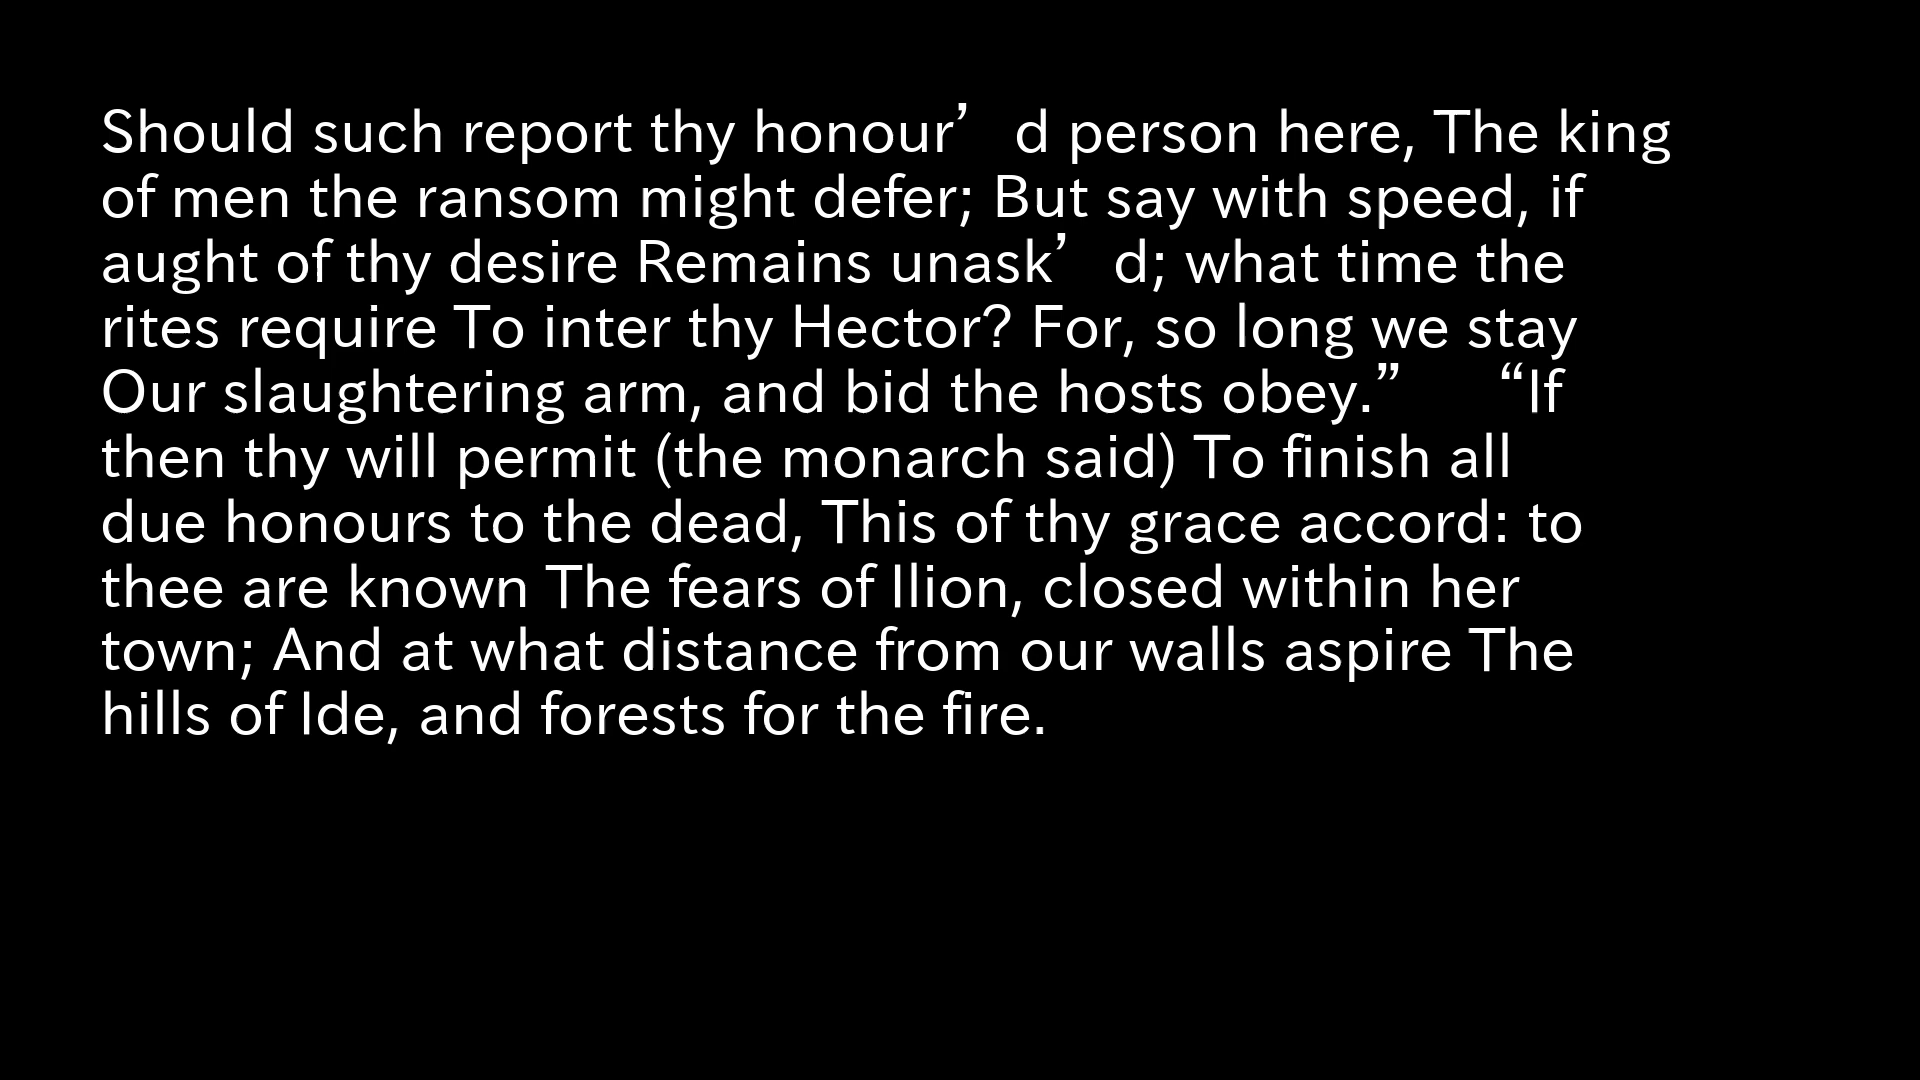 Should such report thy honour’d person here, The king
of men the ransom might defer; But say with speed, if
aught of thy desire Remains unask’d; what time the
rites require To inter thy Hector? For, so long we stay
Our slaughtering arm, and bid the hosts obey.” “If
then thy will permit (the monarch said) To finish all
due honours to the dead, This of thy grace accord: to
thee are known The fears of Ilion, closed within her
town; And at what distance from our walls aspire The
hills of Ide, and forests for the fire.